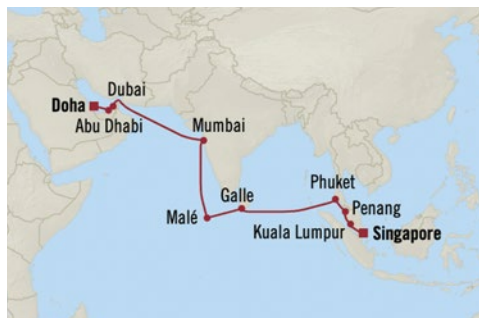 Dubai
Doha
Abu Dhabi
Mumbai
Phuket
Galle
Penang
Malé
Kuala Lumpur
Singapore